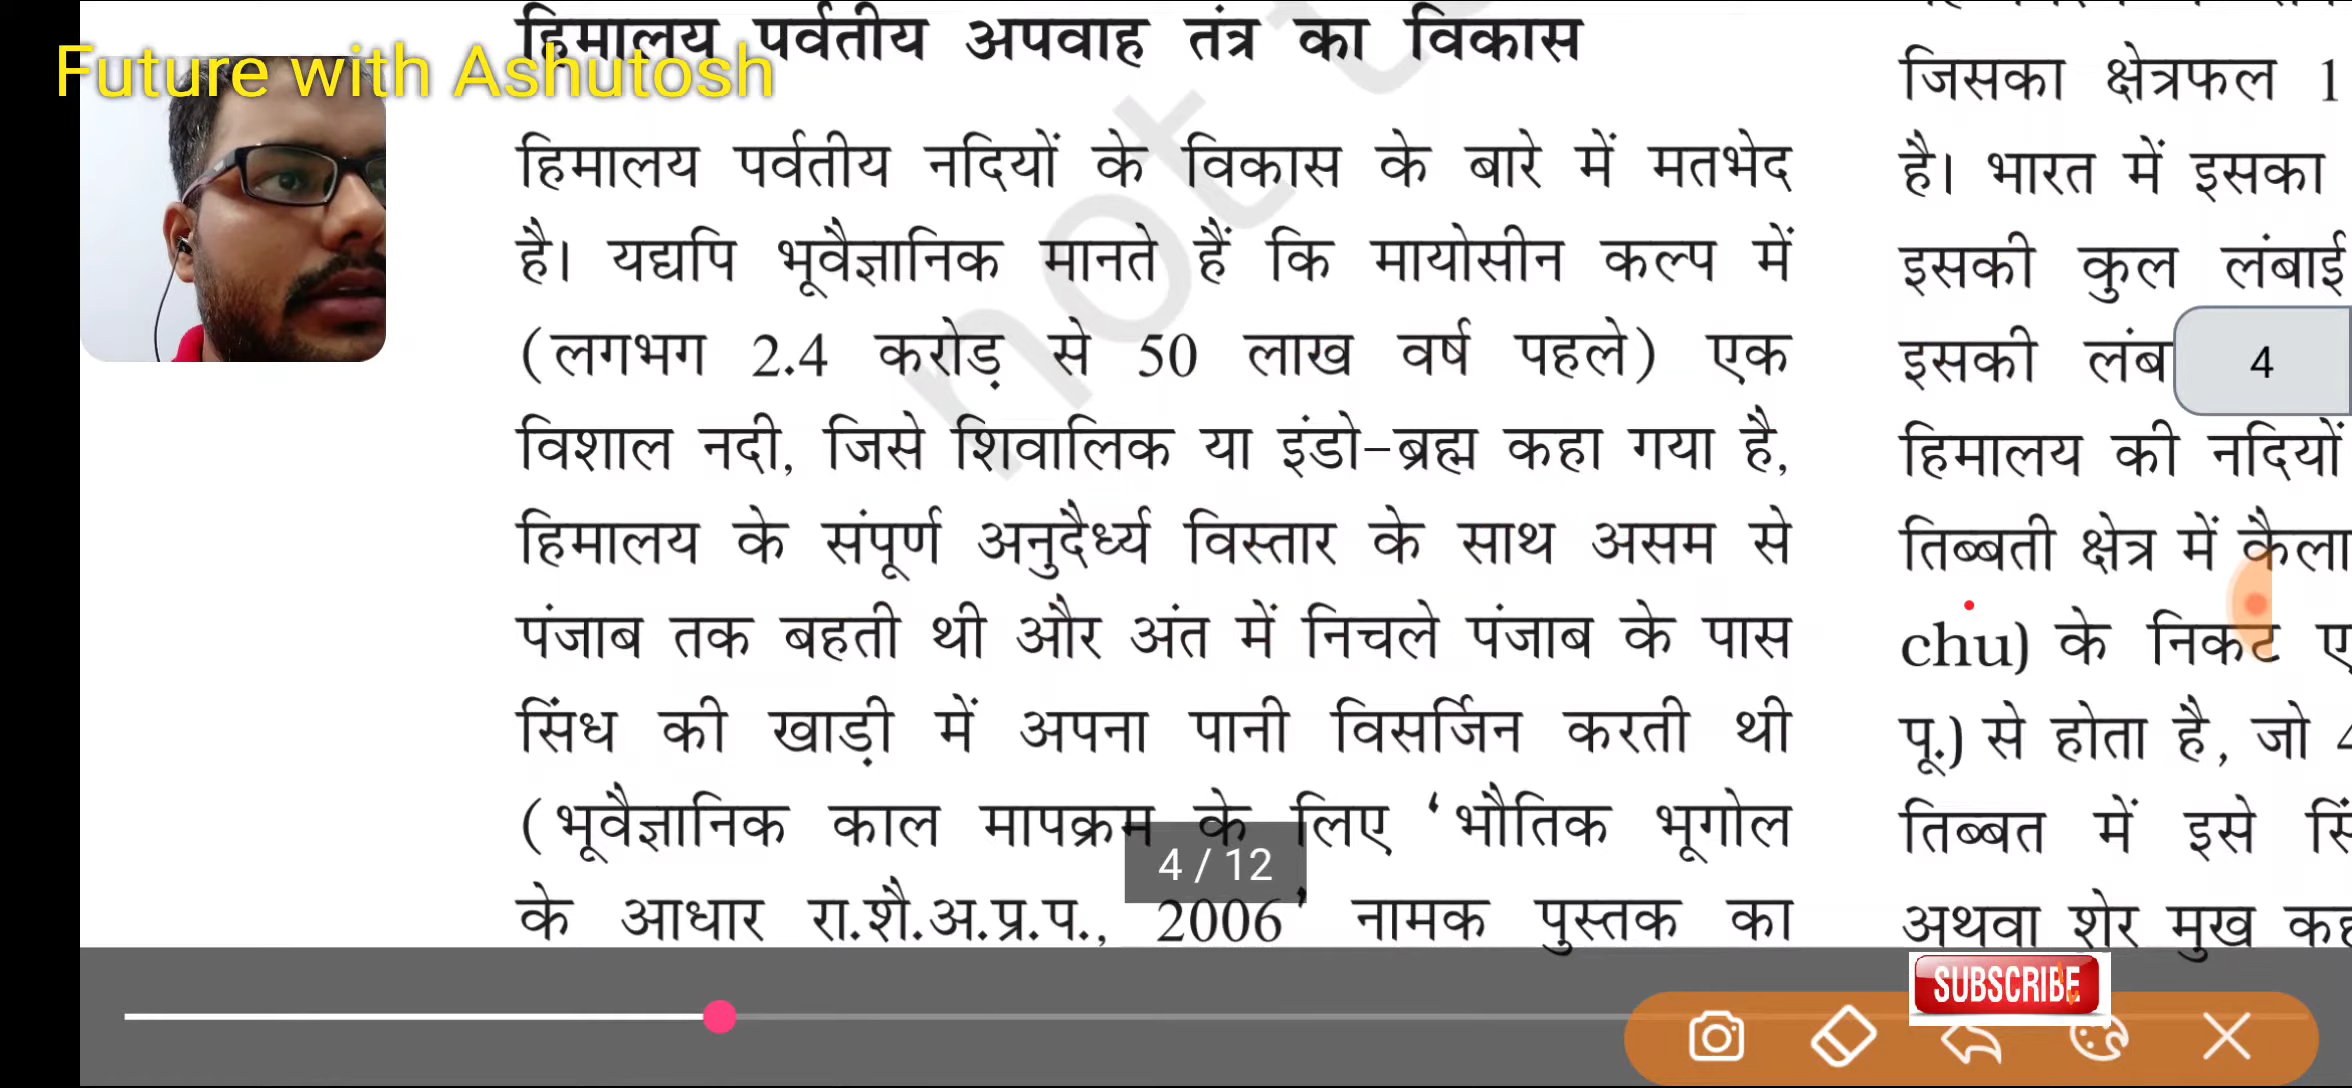 हिमालय पर्वतीय अपवाह तंत्र का विकास
Future with Ashutosh
हिमालय पर्वतीय नदियों के विकास के बारे में मतभेद
है। यद्यपि भूवैज्ञानिक मानते हैं कि मायोसीन कल्प में
(लगभग 2.4 करोड़ से 50 लाख वर्ष पहले) एक
विशाल नदी, जिसे शिवालिक या इंडो-ब्रह्म कहा गया है,
हिमालय के संपूर्ण अनुदैर्ध्य विस्तार के साथ असम से
पंजाब तक बहती थी और अंत में निचले पंजाब के पास
सिंध की खाड़ी में अपना पानी विसर्जिन करती थी
(भूवैज्ञानिक काल मापक्रम के लिए ‘भौतिक भूगोल
के आधार रा.शै.अ.प्र.प., 2006’ नामक पुस्तक का
जिसका क्षेत्रफल 1
है। भारत में इसका
इसकी कुल लंबाई
इसकी लंब
हिमालय की नदियों
तिब्बती क्षेत्र में कैला
chu) के निकट ए
पू.) से होता है, जो 4
तिब्बत में इसे सिं
अथवा शेर मुख कह
4
4 / 12
not
SUBSCRIBE